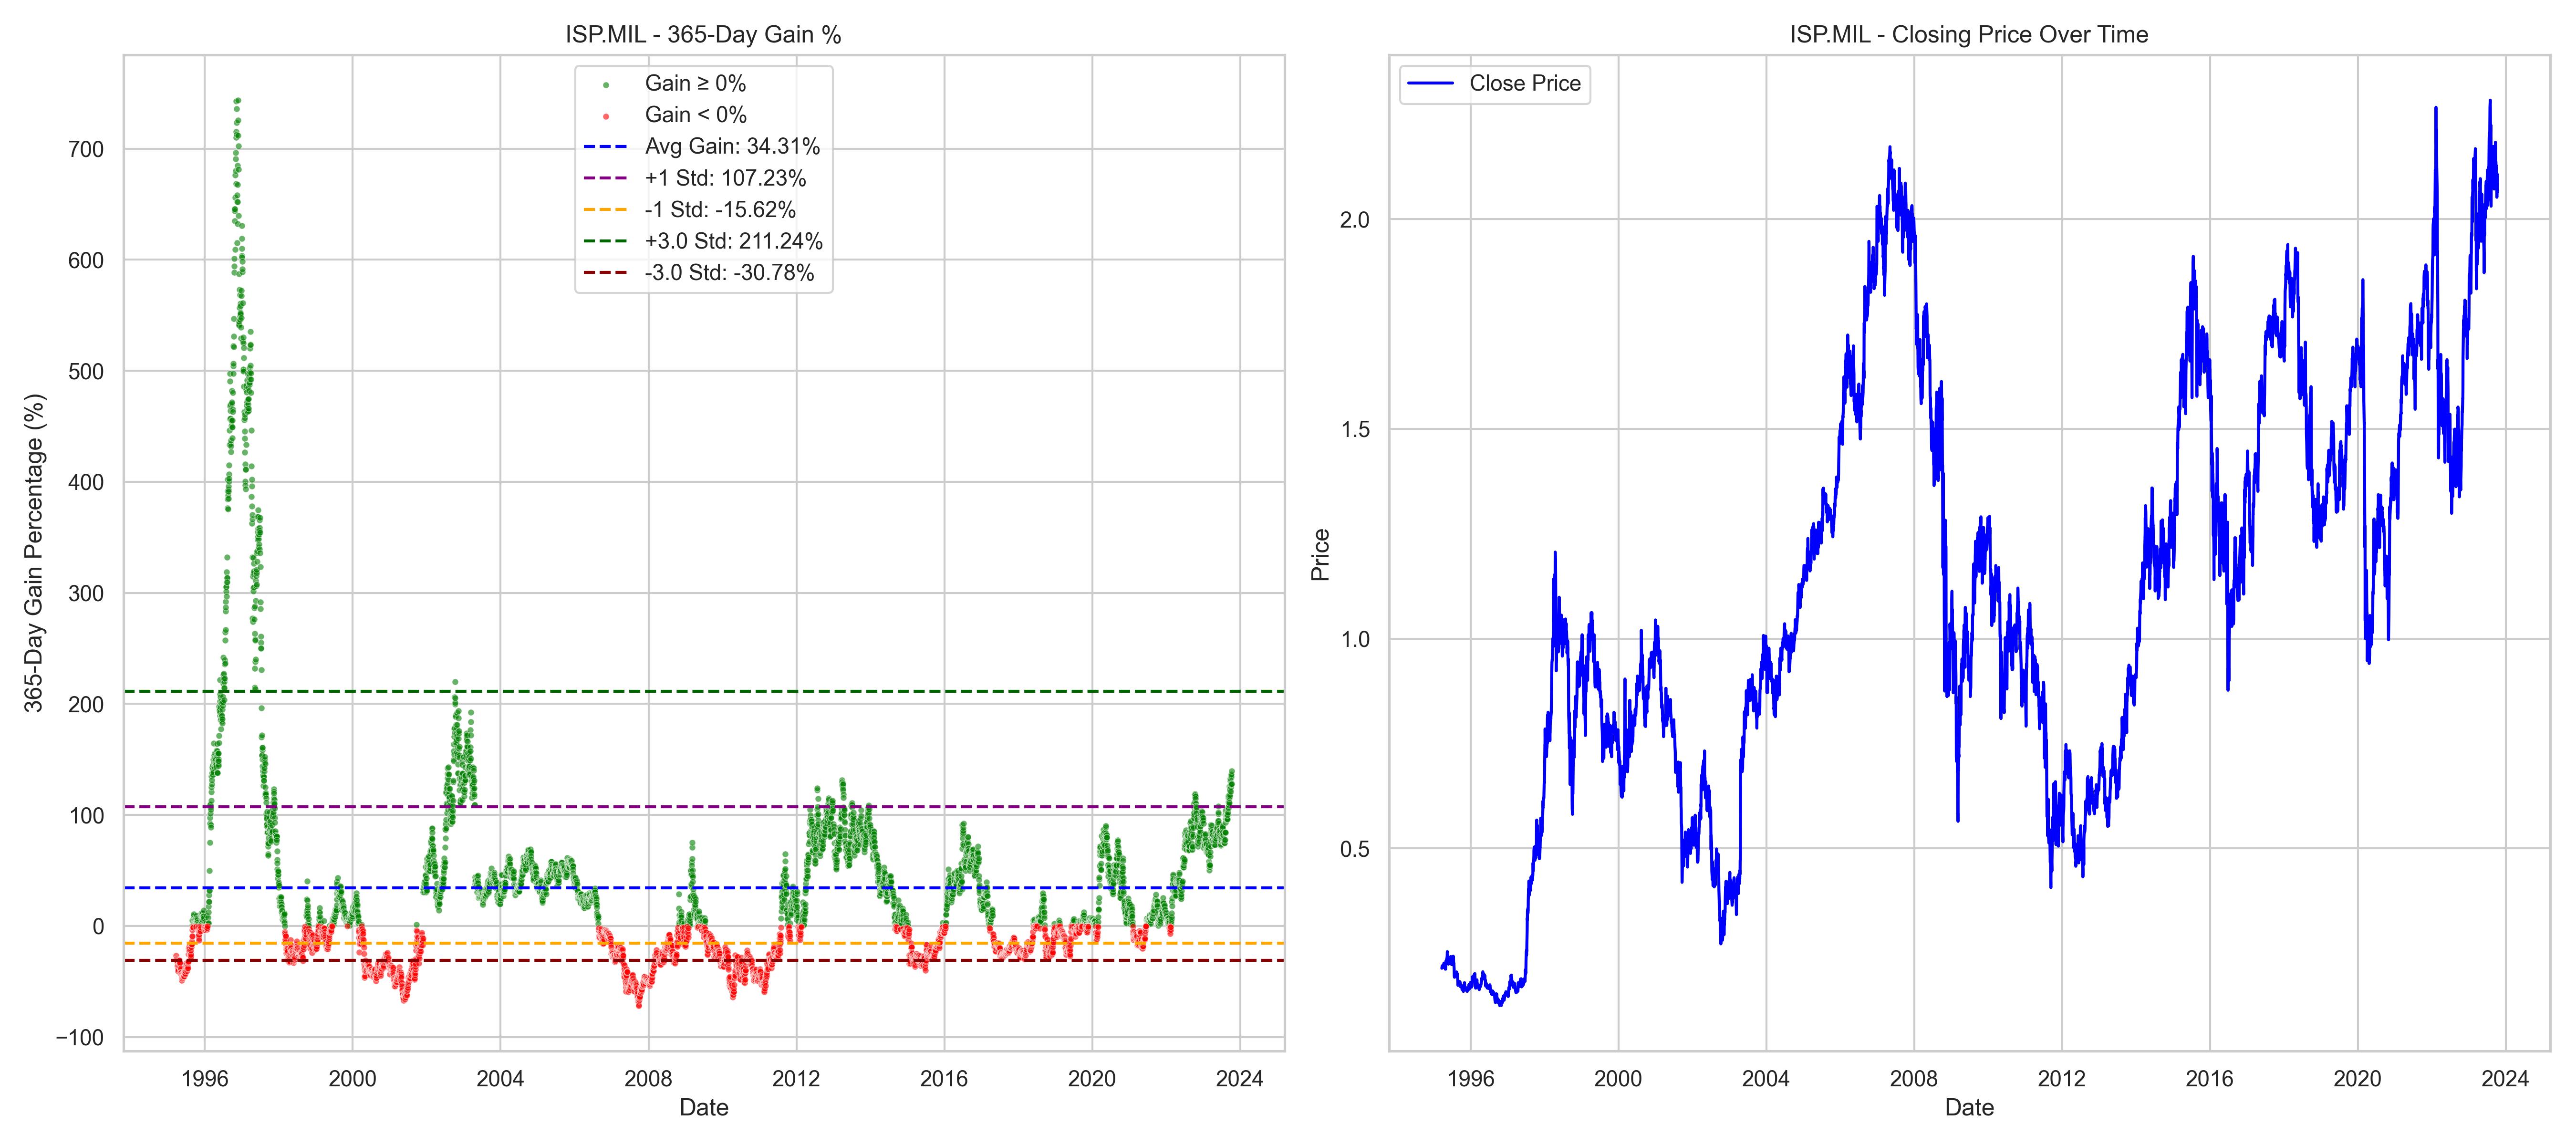 ISP.MIL - 365-Day Gain %
Gain ≥ 0%
Gain < 0%
Avg Gain: 34.31%
+1 Std: 107.23%
-1 Std: -15.62%
+3.0 Std: 211.24%
-3.0 Std: -30.78%
365-Day Gain Percentage (%)
700
600
500
400
300
200
100
0
−100
1996 2000 2004 2008 2012 2016 2020 2024
Date
ISP.MIL - Closing Price Over Time
Close Price
Price
2.0
1.5
1.0
0.5
1996 2000 2004 2008 2012 2016 2020 2024
Date